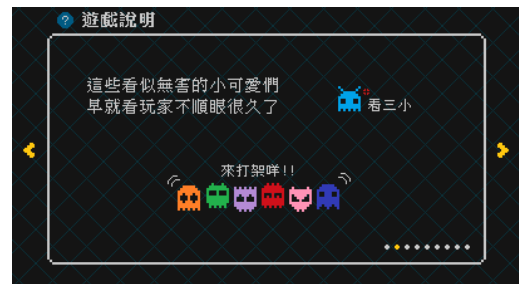 ? 遊戲說明
這些看似無害的小可愛們
早就看玩家不順眼很久了
看三小
來打架咩!!